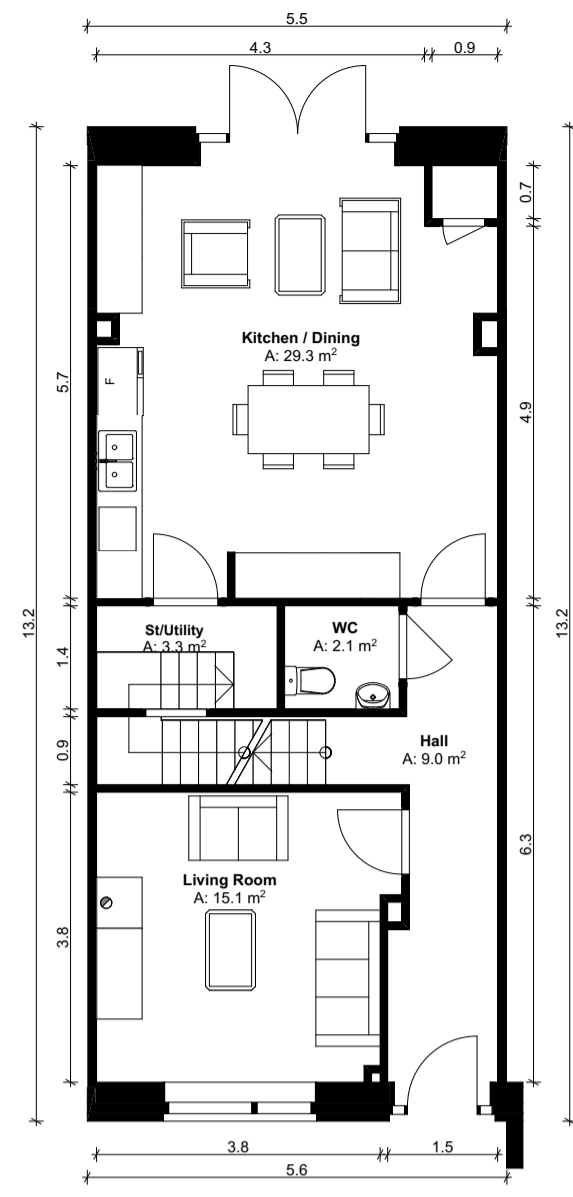 5.5
4.3
0.9
0.7
Kitchen / Dining
A: 29.3 m²
F
5.7
4.9
13.2
13.2
St/Utility
A: 3.3 m²
WC
A: 2.1 m²
1.4
Hall
A: 9.0 m²
0.9
6.3
Living Room
A: 15.1 m²
3.8
3.8
1.5
5.6